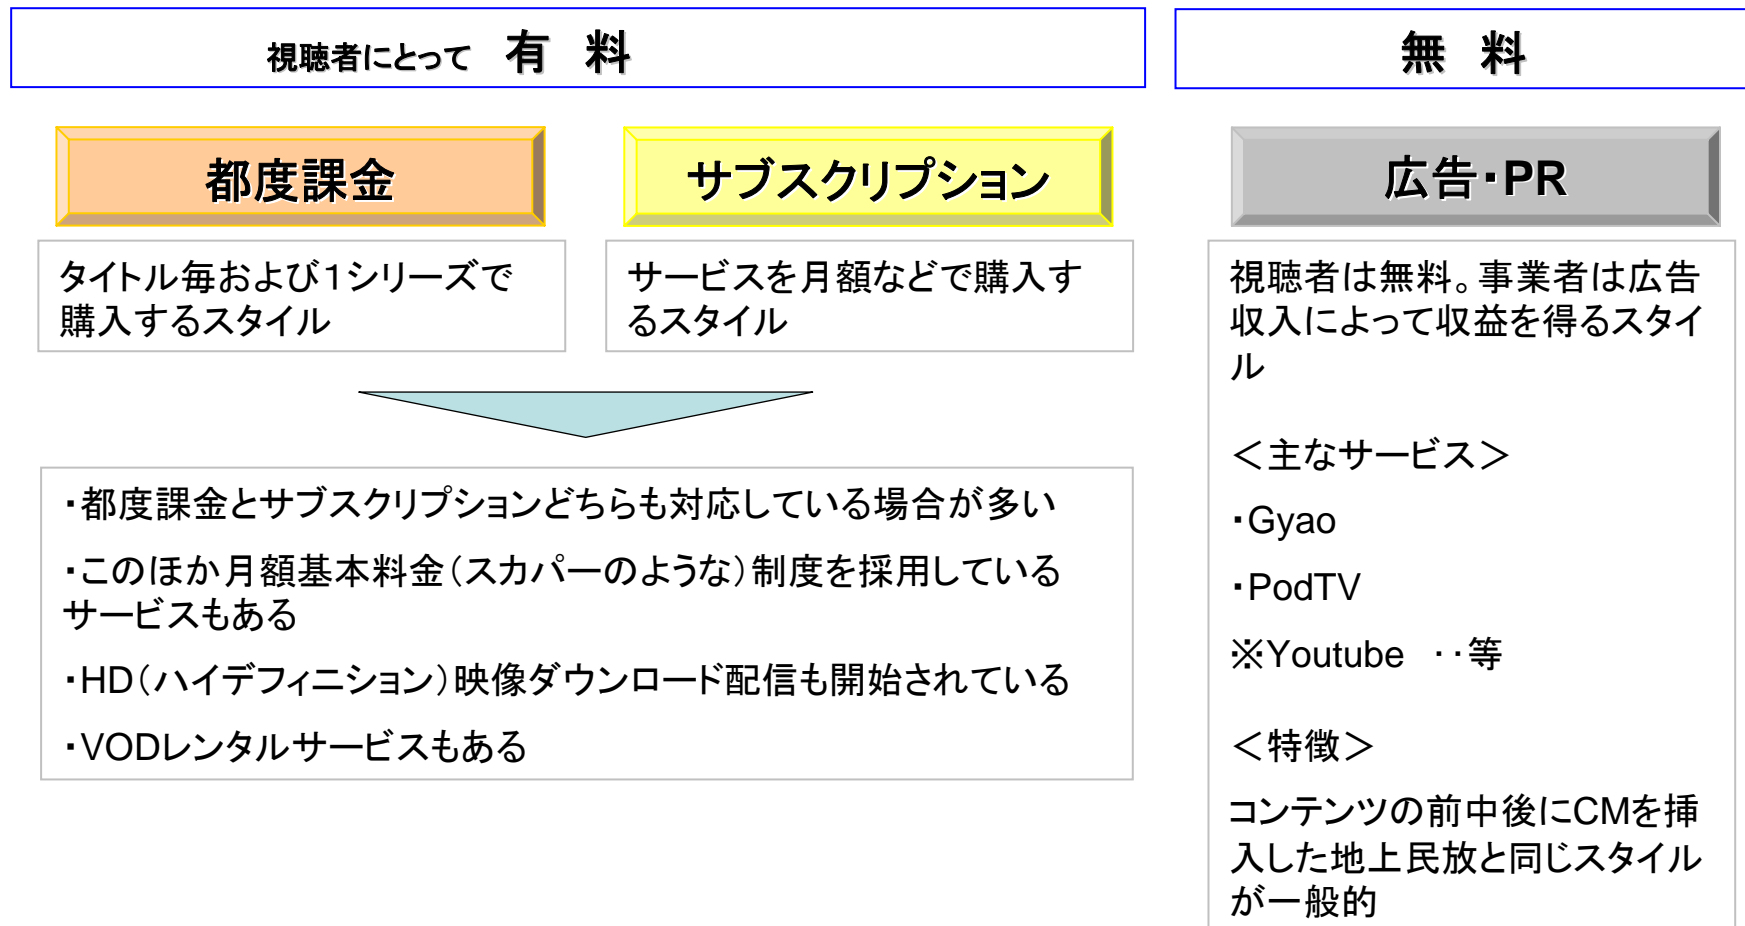 視聴者にとって 有 料
無 料
都度課金
サブスクリプション
広告・PR
タイトル毎および1シリーズで
購入するスタイル
サービスを月額などで購入す
るスタイル
視聴者は無料。事業者は広告
収入によって収益を得るスタイ
ル
<主なサービス>
・Gyao
・PodTV
※Youtube ・・等
<特徴>
コンテンツの前中後にCMを挿
入した地上民放と同じスタイル
が一般的
・都度課金とサブスクリプションどちらも対応している場合が多い
・このほか月額基本料金(スカパーのような)制度を採用している
サービスもある
・HD(ハイデフィニション)映像ダウンロード配信も開始されている
・VODレンタルサービスもある